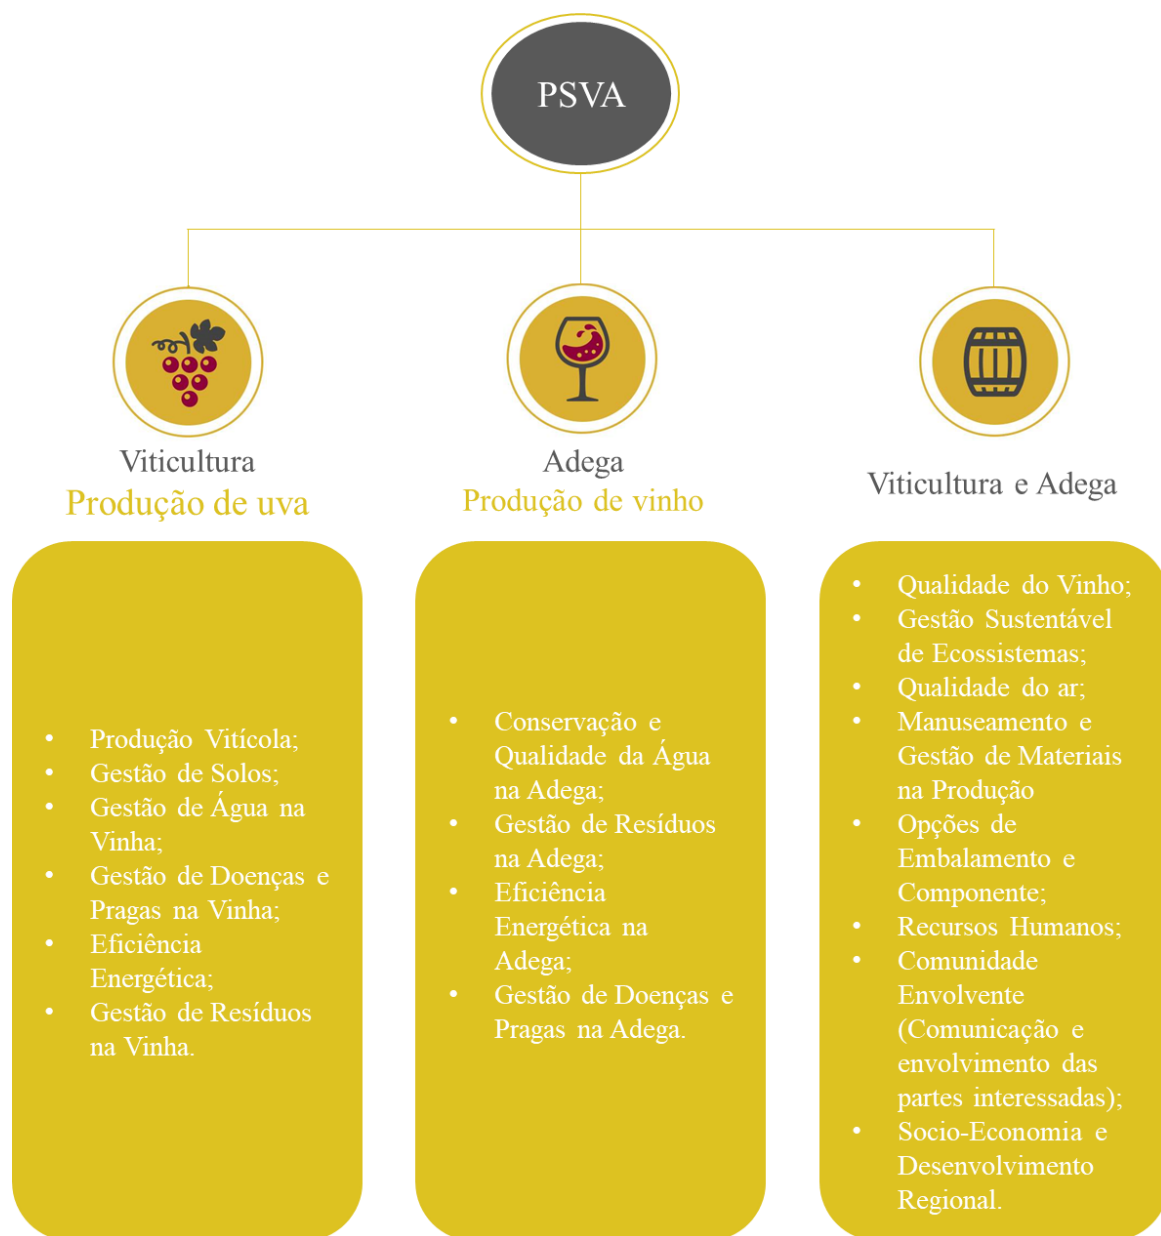 PSVA
Viticultura
Produção de uva
Adega
Produção de vinho
Viticultura e Adega
• Produção Vitícola;
• Gestão de Solos;
• Gestão de Água na
Vinha;
• Gestão de Doenças e
Pragas na Vinha;
• Eficiência
Energética;
• Gestão de Resíduos
na Vinha.
• Conservação e
Qualidade da Água
na Adega;
• Gestão de Resíduos
na Adega;
• Eficiência
Energética na
Adega;
• Gestão de Doenças e
Pragas na Adega.
• Qualidade do Vinho;
• Gestão Sustentável
de Ecossistemas;
• Qualidade do ar;
• Manuseamento e
Gestão de Materiais
na Produção
• Opções de
Embalamento e
Componente;
• Recursos Humanos;
• Comunidade
Envolvente
(Comunicação e
envolvimento das
partes interessadas);
• Socio-Economia e
Desenvolvimento
Regional.